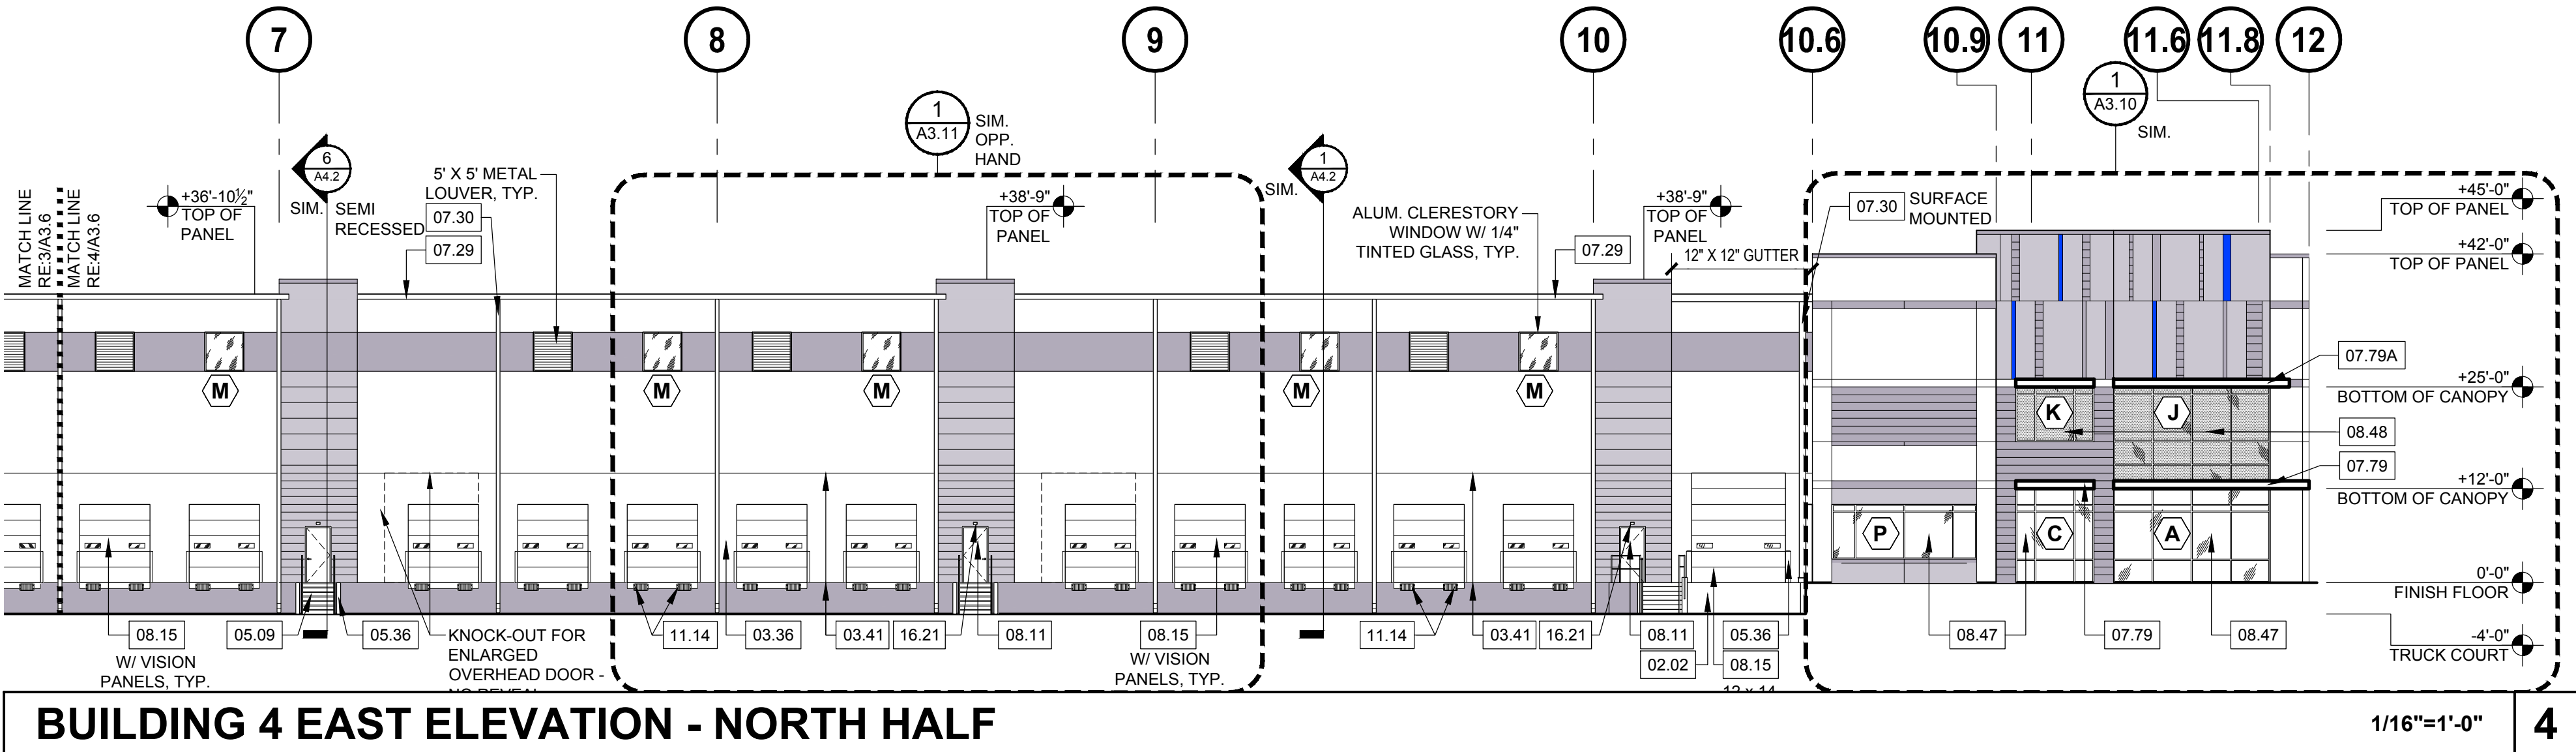 7
8
9
10
10.6
10.9
11
11.6
11.8
12
1
A3.11
SIM.
OPP.
HAND
1
A3.10
SIM.
6
A4.2
SIM.
1
A4.2
SIM.
MATCH LINE
RE:3/A3.6
MATCH LINE
RE:4/A3.6
+36'-10½"
TOP OF
PANEL
SEMI
RECESSED
5' X 5' METAL
LOUVER, TYP.
07.30
07.29
+38'-9"
TOP OF
PANEL
ALUM. CLERESTORY
WINDOW W/ 1/4"
TINTED GLASS, TYP.
07.29
+38'-9"
TOP OF
PANEL
12" X 12" GUTTER
07.30
SURFACE
MOUNTED
+45'-0"
TOP OF PANEL
+42'-0"
TOP OF PANEL
07.79A
+25'-0"
BOTTOM OF CANOPY
08.48
07.79
+12'-0"
BOTTOM OF CANOPY
0'-0"
FINISH FLOOR
-4'-0"
TRUCK COURT
M
M
M
M
M
K
J
P
C
A
08.15
W/ VISION
PANELS, TYP.
05.09
05.36
KNOCK-OUT FOR
ENLARGED
OVERHEAD DOOR -
NO REVEAL
11.14
03.36
03.41
16.21
08.11
08.15
W/ VISION
PANELS, TYP.
11.14
03.41
16.21
08.11
02.02
05.36
08.15
12 x 14
08.47
07.79
08.47
BUILDING 4 EAST ELEVATION - NORTH HALF
1/16"=1'-0"
4